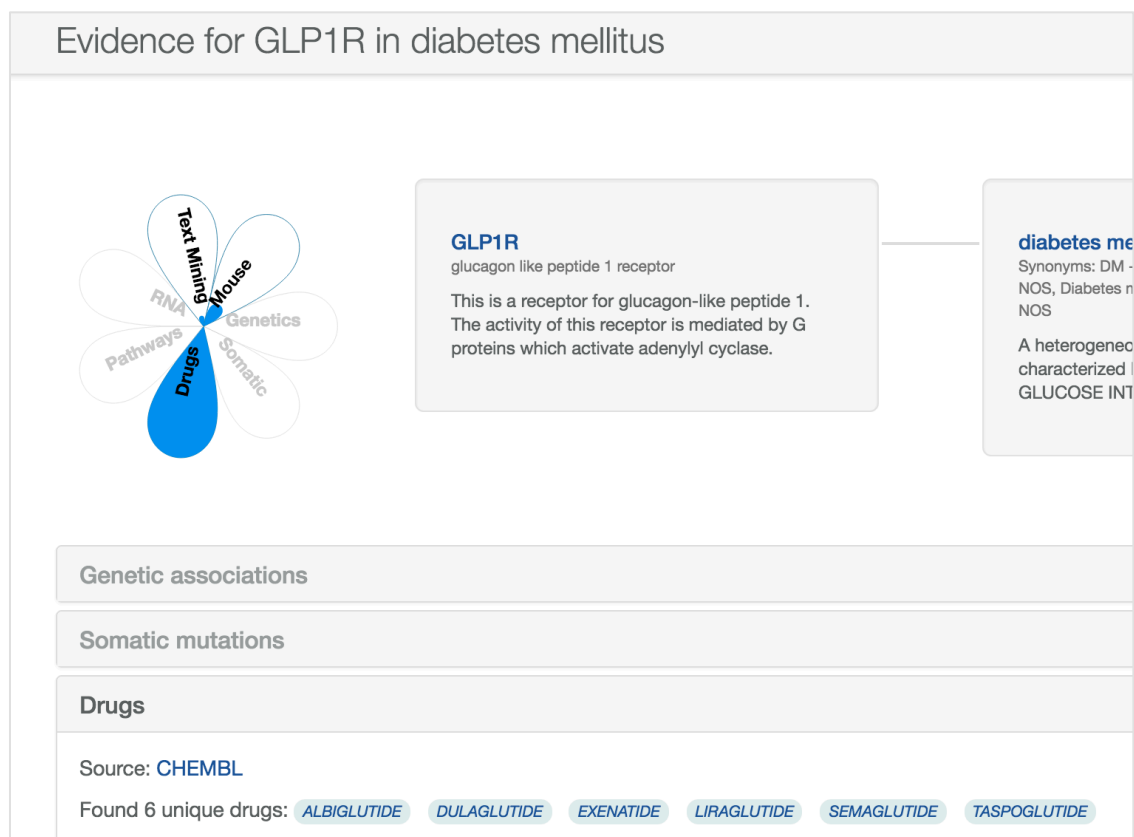 Evidence for GLP1R in diabetes mellitus
Text Mining
Mouse
RNA
Genetics
Pathways
Somatic
Drugs
GLP1R
glucagon like peptide 1 receptor
This is a receptor for glucagon-like peptide 1.
The activity of this receptor is mediated by G
proteins which activate adenylyl cyclase.
diabetes me
Synonyms: DM -
NOS, Diabetes m
NOS
A heterogeneo
characterized
GLUCOSE INT
Genetic associations
Somatic mutations
Drugs
Source: CHEMBL
Found 6 unique drugs: ALBIGLUTIDE DULAGLUTIDE EXENATIDE LIRAGLUTIDE SEMAGLUTIDE TASPOGLUTIDE